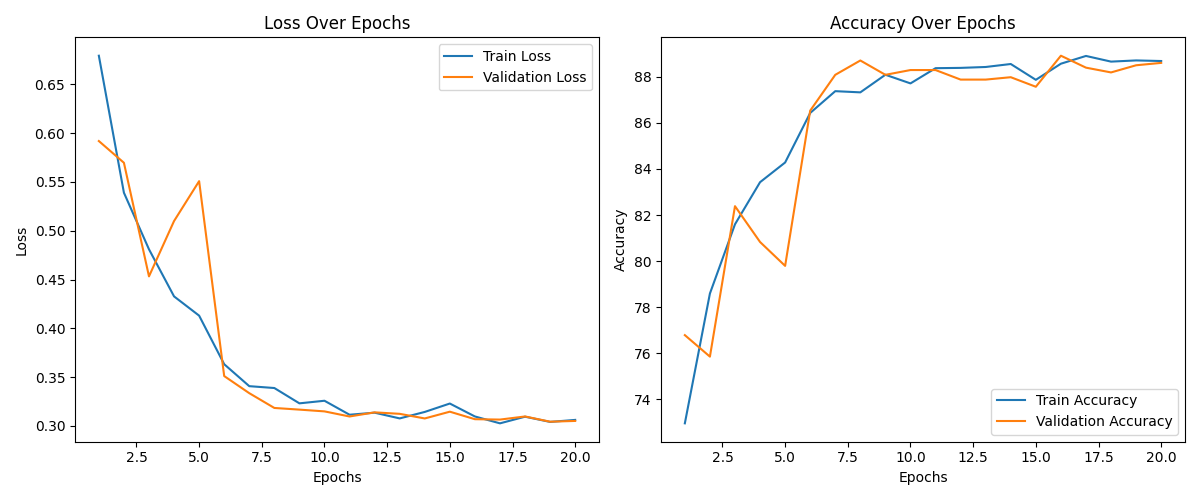 Loss Over Epochs
Train Loss
Validation Loss
0.65
0.60
0.55
0.50
0.45
0.40
0.35
0.30
Loss
2.5 5.0 7.5 10.0 12.5 15.0 17.5 20.0
Epochs
Accuracy Over Epochs
88
86
84
82
80
78
76
74
Accuracy
Train Accuracy
Validation Accuracy
2.5 5.0 7.5 10.0 12.5 15.0 17.5 20.0
Epochs